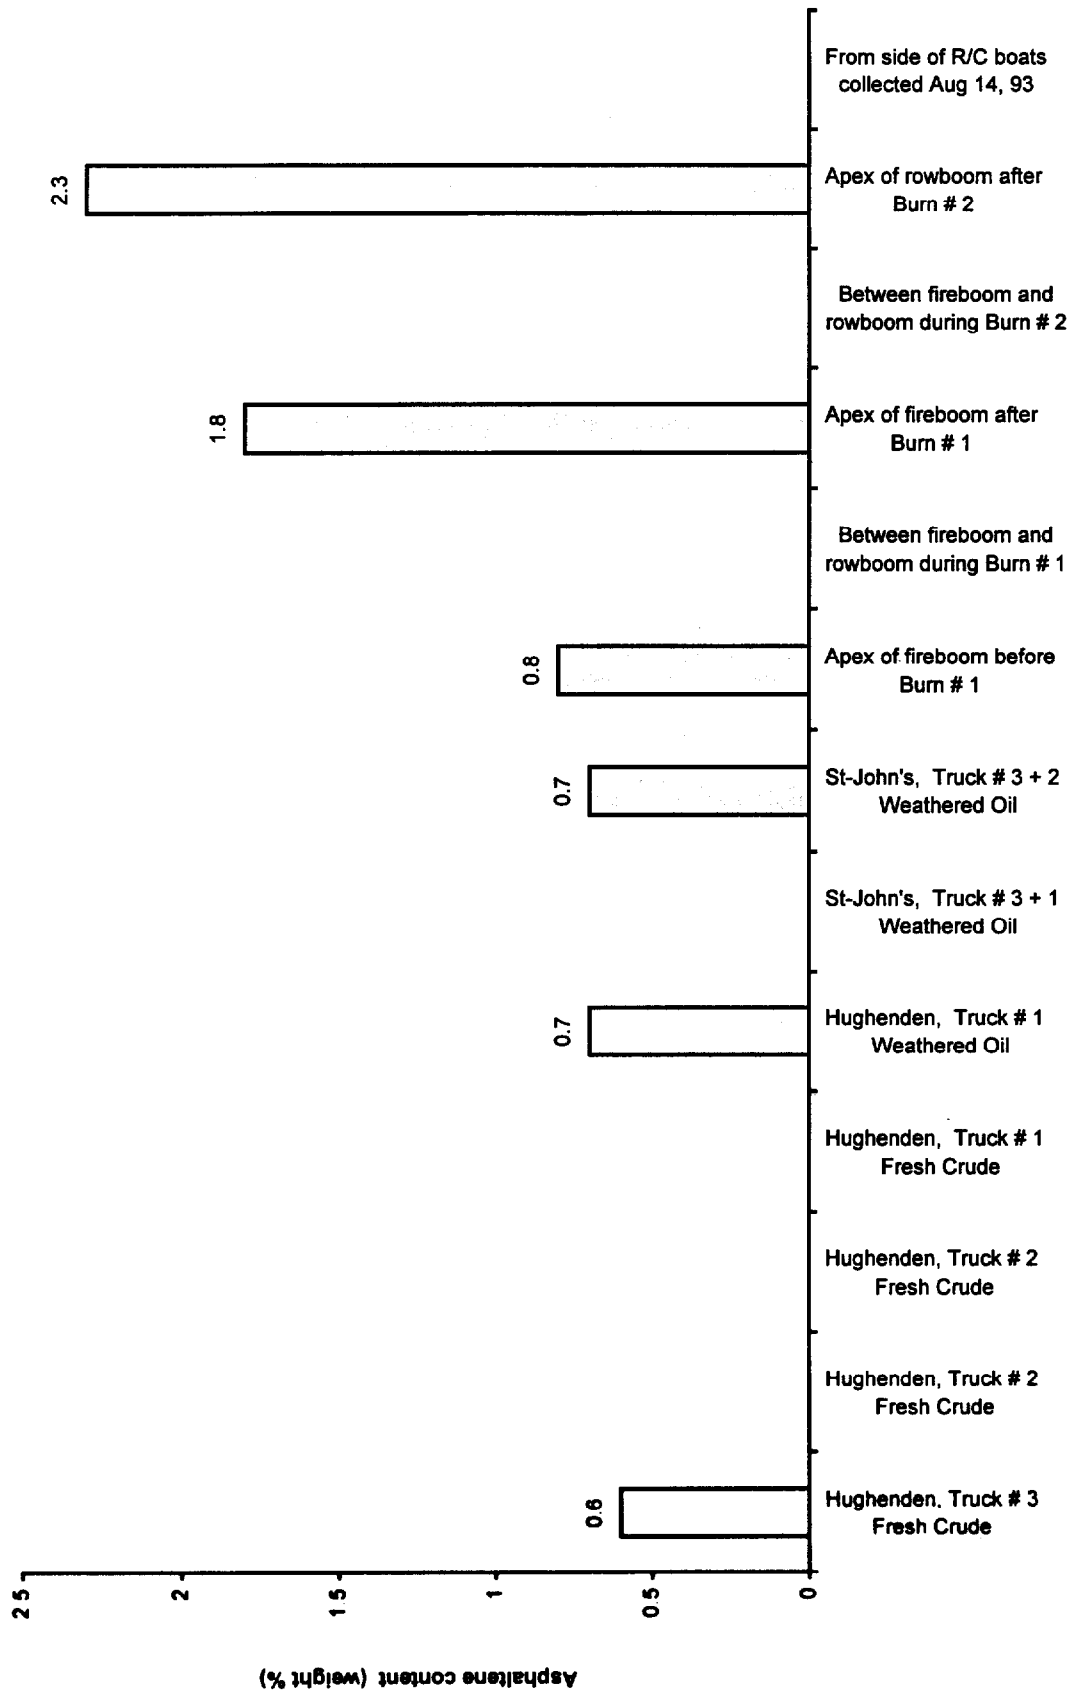 From side of R/C boats
collected Aug 14, 93
2.3
Apex of rowboom after
Burn # 2
Between fireboom and
rowboom during Burn # 2
1.8
Apex of fireboom after
Burn # 1
Between fireboom and
rowboom during Burn # 1
0.8
Apex of fireboom before
Burn # 1
0.7
St-John's, Truck # 3 + 2
Weathered Oil
St-John's, Truck # 3 + 1
Weathered Oil
0.7
Hughenden, Truck # 1
Weathered Oil
Hughenden, Truck # 1
Fresh Crude
Hughenden, Truck # 2
Fresh Crude
Hughenden, Truck # 2
Fresh Crude
0.6
Hughenden, Truck # 3
Fresh Crude
2 5
2
1.5
1
0.5
0
Asphaltene content (weight %)